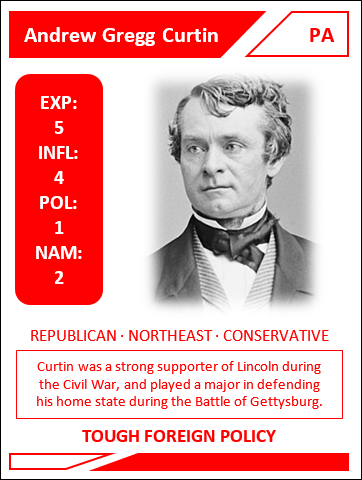 Andrew Gregg Curtin
PA
EXP:
5
INFL:
4
POL:
1
NAM:
2
REPUBLICAN · NORTHEAST · CONSERVATIVE
Curtin was a strong supporter of Lincoln during
the Civil War, and played a major in defending
his home state during the Battle of Gettysburg.
TOUGH FOREIGN POLICY